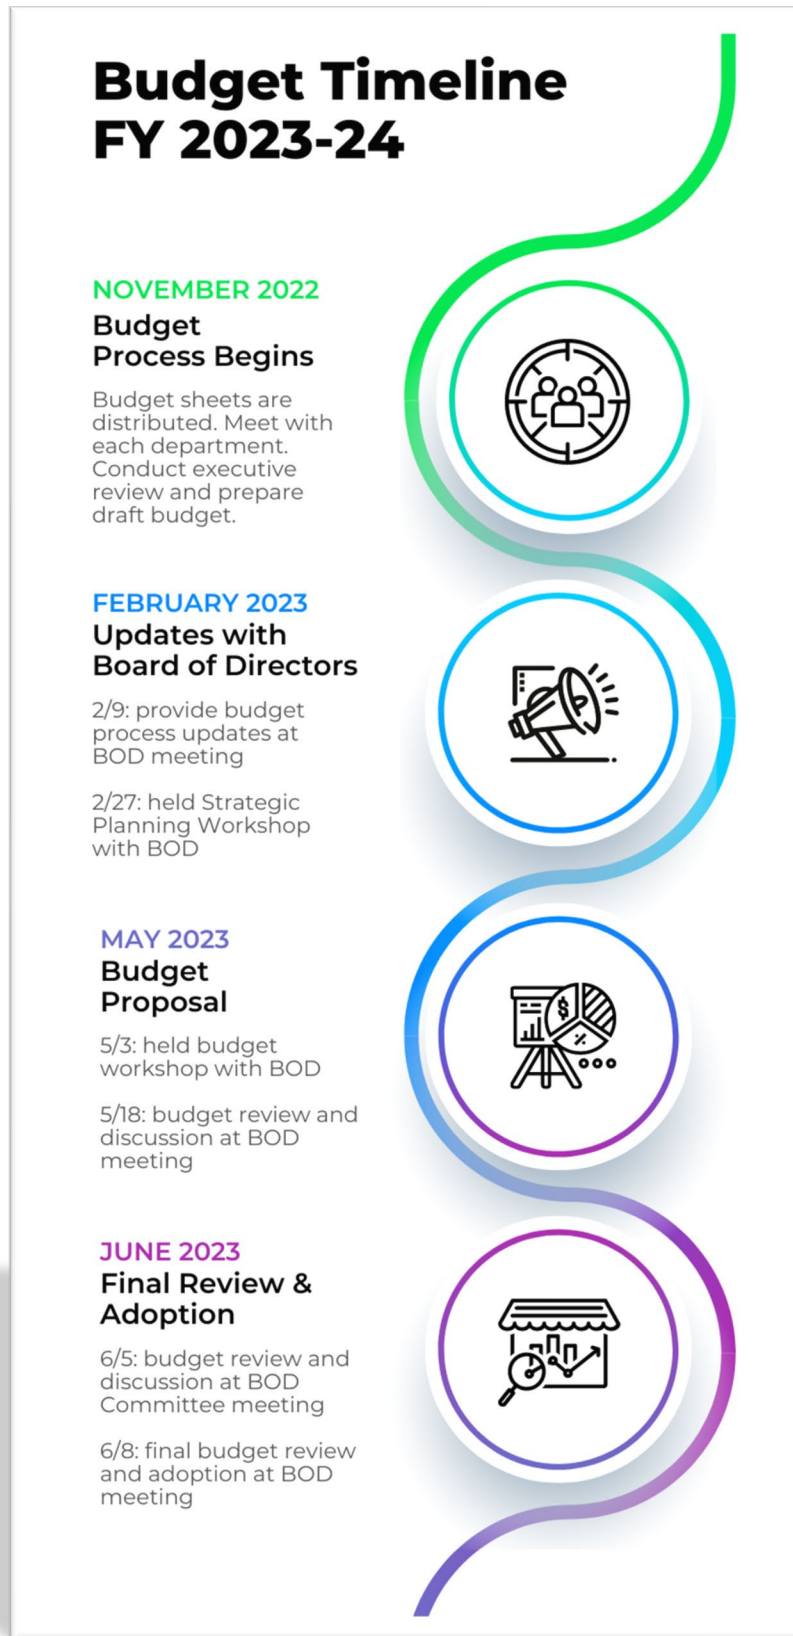 Budget Timeline
FY 2023-24
NOVEMBER 2022
Budget
Process Begins
Budget sheets are
distributed. Meet with
each department.
Conduct executive
review and prepare
draft budget.
FEBRUARY 2023
Updates with
Board of Directors
2/9: provide budget
process updates at
BOD meeting
2/27: held Strategic
Planning Workshop
with BOD
MAY 2023
Budget
Proposal
5/3: held budget
workshop with BOD
5/18: budget review and
discussion at BOD
meeting
$
%
JUNE 2023
Final Review &
Adoption
6/5: budget review and
discussion at BOD
Committee meeting
6/8: final budget review
and adoption at BOD
meeting